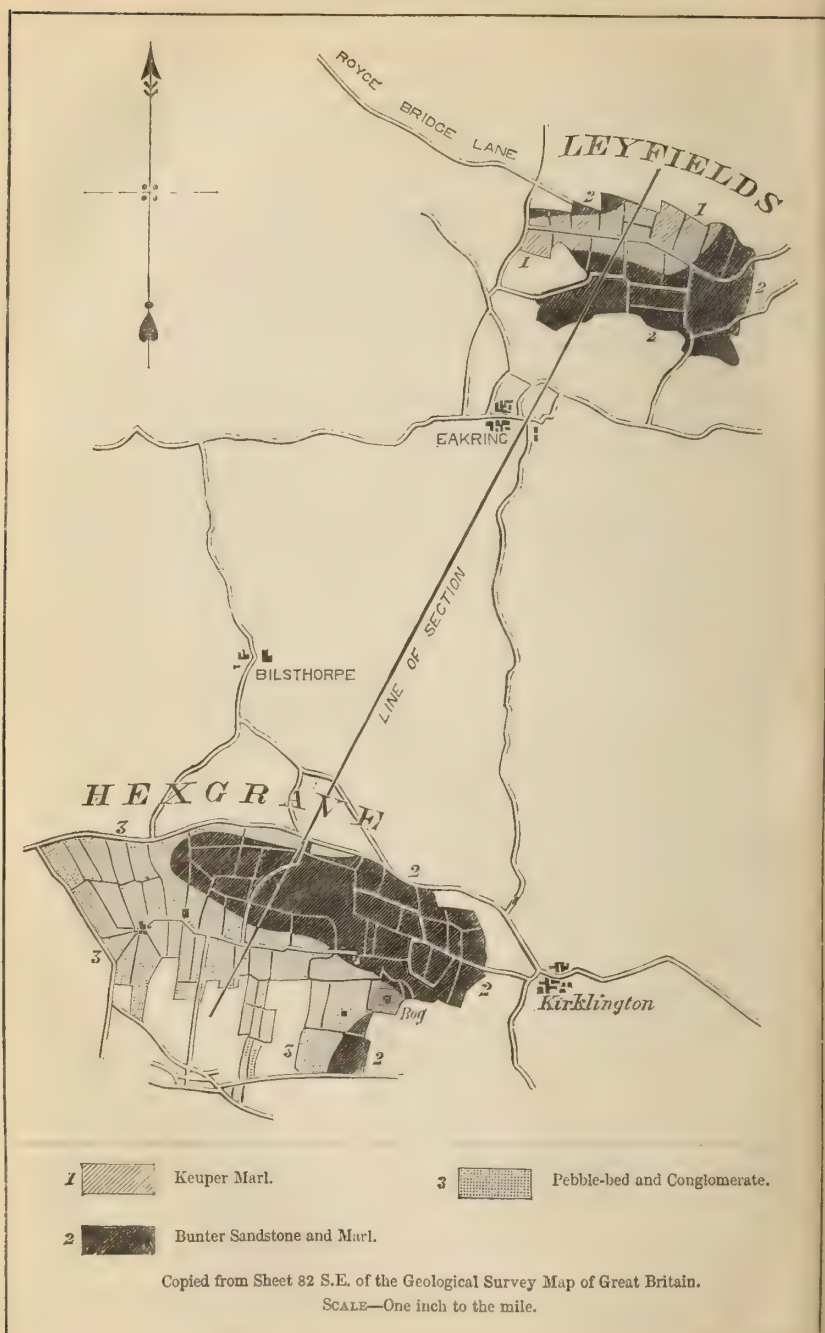 ROYCE BRIDGE LANE
LEYFIELDS
2
1
1
2
2
EAKRING
LINE OF SECTION
BILSTHORPE
HEXGRAVE
3
2
3
2
Kirklington
Bog
3
2
1 Keuper Marl.
3 Pebble-bed and Conglomerate.
2 Bunter Sandstone and Marl.
Copied from Sheet 82 S.E. of the Geological Survey Map of Great Britain.
SCALE—One inch to the mile.